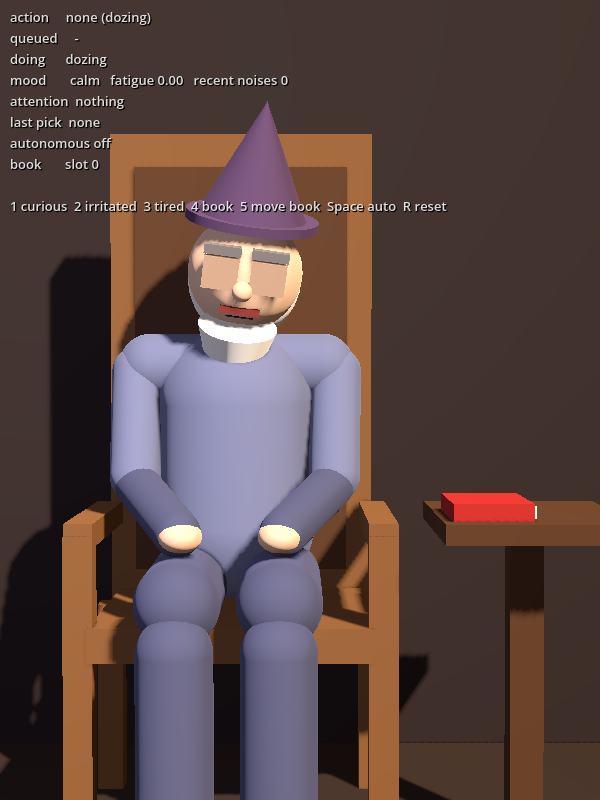 action none (dozing)
queued -
doing dozing
mood calm fatigue 0.00 recent noises 0
attention nothing
last pick none
autonomous off
book slot 0
1 curious 2 irritated 3 tired 4 book 5 move book Space auto R reset